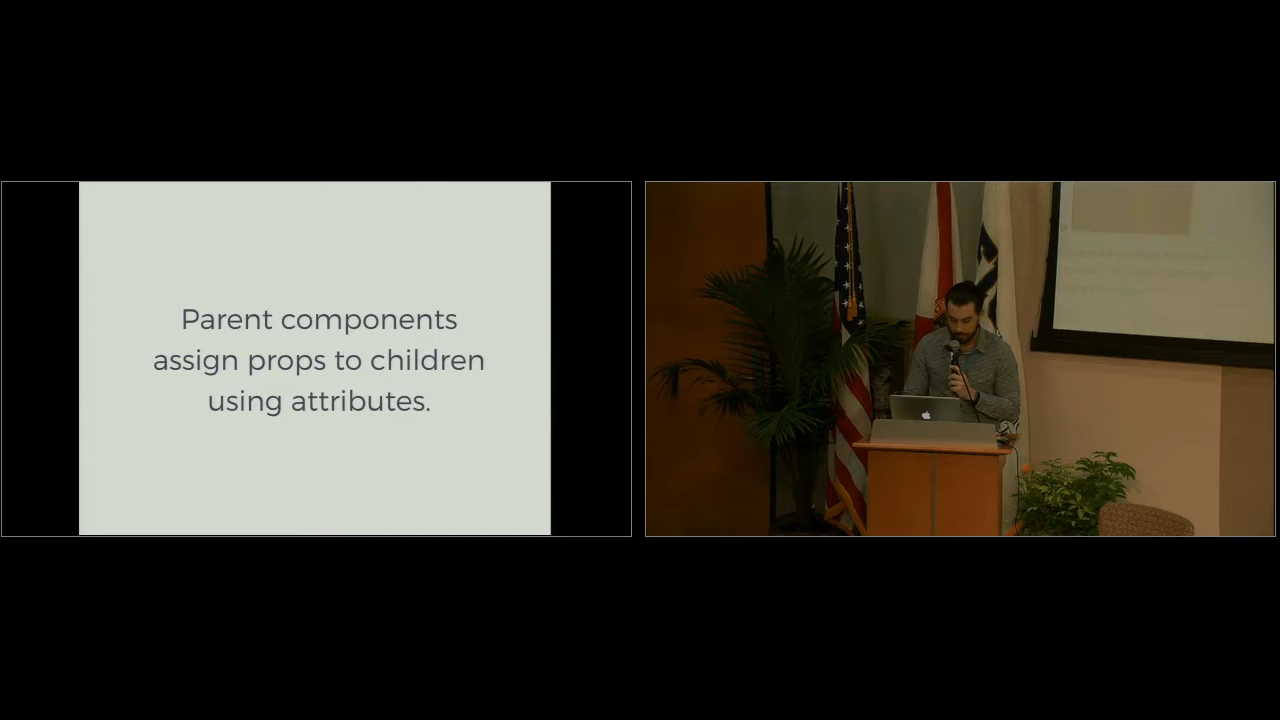 Parent components
assign props to children
using attributes.